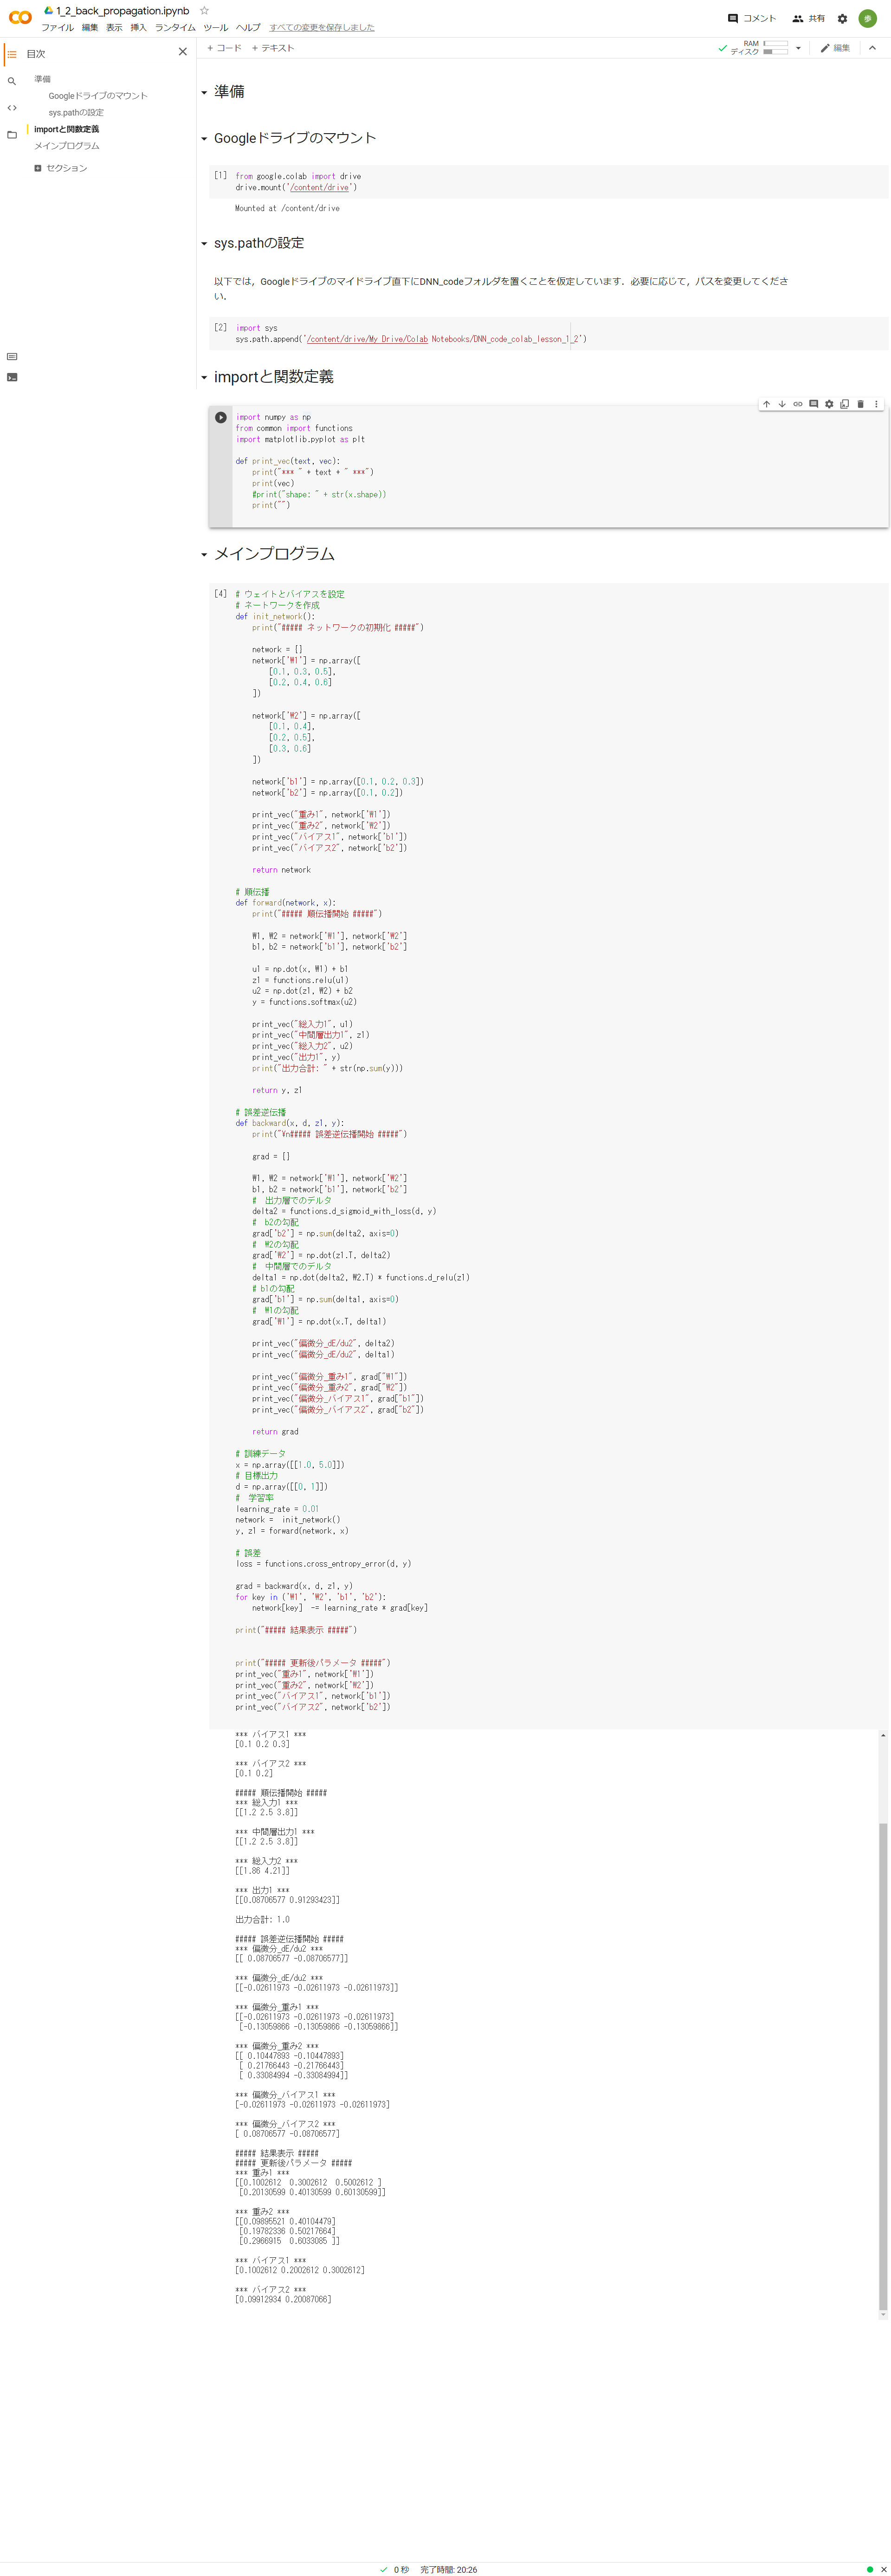 1_2_back_propagation.ipynb
ファイル 編集 表示 挿入 ランタイム ツール ヘルプ すべての変更を保存しました
コメント 共有 歩
目次
準備
Googleドライブのマウント
sys.pathの設定
importと関数定義
メインプログラム
セクション
+ コード + テキスト
RAM
ディスク
編集
準備
Googleドライブのマウント
[1] from google.colab import drive
drive.mount('/content/drive')
Mounted at /content/drive
sys.pathの設定
以下では，Googleドライブのマイドライブ直下にDNN_codeフォルダを置くことを仮定しています．必要に応じて，パスを変更してくださ
い．
[2] import sys
sys.path.append('/content/drive/My Drive/Colab Notebooks/DNN_code_colab_lesson_1_2')
importと関数定義
import numpy as np
from common import functions
import matplotlib.pyplot as plt
def print_vec(text, vec):
print("*** " + text + " ***")
print(vec)
#print("shape: " + str(x.shape))
print("")
メインプログラム
[4] # ウェイトとバイアスを設定
# ネートワークを作成
def init_network():
print("##### ネットワークの初期化 #####")
network = {}
network['W1'] = np.array([
[0.1, 0.3, 0.5],
[0.2, 0.4, 0.6]
])
network['W2'] = np.array([
[0.1, 0.4],
[0.2, 0.5],
[0.3, 0.6]
])
network['b1'] = np.array([0.1, 0.2, 0.3])
network['b2'] = np.array([0.1, 0.2])
print_vec("重み1", network['W1'])
print_vec("重み2", network['W2'])
print_vec("バイアス1", network['b1'])
print_vec("バイアス2", network['b2'])
return network
# 順伝播
def forward(network, x):
print("##### 順伝播開始 #####")
W1, W2 = network['W1'], network['W2']
b1, b2 = network['b1'], network['b2']
u1 = np.dot(x, W1) + b1
z1 = functions.relu(u1)
u2 = np.dot(z1, W2) + b2
y = functions.softmax(u2)
print_vec("総入力1", u1)
print_vec("中間層出力1", z1)
print_vec("総入力2", u2)
print_vec("出力1", y)
print("出力合計: " + str(np.sum(y)))
return y, z1
# 誤差逆伝播
def backward(x, d, z1, y):
print("¥n##### 誤差逆伝播開始 #####")
grad = {}
W1, W2 = network['W1'], network['W2']
b1, b2 = network['b1'], network['b2']
#  出力層でのデルタ
delta2 = functions.d_sigmoid_with_loss(d, y)
#  b2の勾配
grad['b2'] = np.sum(delta2, axis=0)
#  W2の勾配
grad['W2'] = np.dot(z1.T, delta2)
#  中間層でのデルタ
delta1 = np.dot(delta2, W2.T) * functions.d_relu(z1)
# b1の勾配
grad['b1'] = np.sum(delta1, axis=0)
#  W1の勾配
grad['W1'] = np.dot(x.T, delta1)
print_vec("偏微分_dE/du2", delta2)
print_vec("偏微分_dE/du2", delta1)
print_vec("偏微分_重み1", grad["W1"])
print_vec("偏微分_重み2", grad["W2"])
print_vec("偏微分_バイアス1", grad["b1"])
print_vec("偏微分_バイアス2", grad["b2"])
return grad
# 訓練データ
x = np.array([[1.0, 5.0]])
# 目標出力
d = np.array([[0, 1]])
#  学習率
learning_rate = 0.01
network =  init_network()
y, z1 = forward(network, x)
# 誤差
loss = functions.cross_entropy_error(d, y)
grad = backward(x, d, z1, y)
for key in ('W1', 'W2', 'b1', 'b2'):
network[key]  -= learning_rate * grad[key]
print("##### 結果表示 #####")
print("##### 更新後パラメータ #####")
print_vec("重み1", network['W1'])
print_vec("重み2", network['W2'])
print_vec("バイアス1", network['b1'])
print_vec("バイアス2", network['b2'])
*** バイアス1 ***
[0.1 0.2 0.3]
*** バイアス2 ***
[0.1 0.2]
##### 順伝播開始 #####
*** 総入力1 ***
[[1.2 2.5 3.8]]
*** 中間層出力1 ***
[[1.2 2.5 3.8]]
*** 総入力2 ***
[[1.86 4.21]]
*** 出力1 ***
[[0.08706577 0.91293423]]
出力合計: 1.0
##### 誤差逆伝播開始 #####
*** 偏微分_dE/du2 ***
[[ 0.08706577 -0.08706577]]
*** 偏微分_dE/du2 ***
[[-0.02611973 -0.02611973 -0.02611973]]
*** 偏微分_重み1 ***
[[-0.02611973 -0.02611973 -0.02611973]
[-0.13059866 -0.13059866 -0.13059866]]
*** 偏微分_重み2 ***
[[ 0.10447893 -0.10447893]
[ 0.21766443 -0.21766443]
[ 0.33084994 -0.33084994]]
*** 偏微分_バイアス1 ***
[-0.02611973 -0.02611973 -0.02611973]
*** 偏微分_バイアス2 ***
[ 0.08706577 -0.08706577]
##### 結果表示 #####
##### 更新後パラメータ #####
*** 重み1 ***
[[0.1002612  0.3002612  0.5002612 ]
[0.20130599 0.40130599 0.60130599]]
*** 重み2 ***
[[0.09895521 0.40104479]
[0.19782336 0.50217664]
[0.2966915  0.6033085 ]]
*** バイアス1 ***
[0.1002612 0.2002612 0.3002612]
*** バイアス2 ***
[0.09912934 0.20087066]
0 秒 完了時間: 20:26